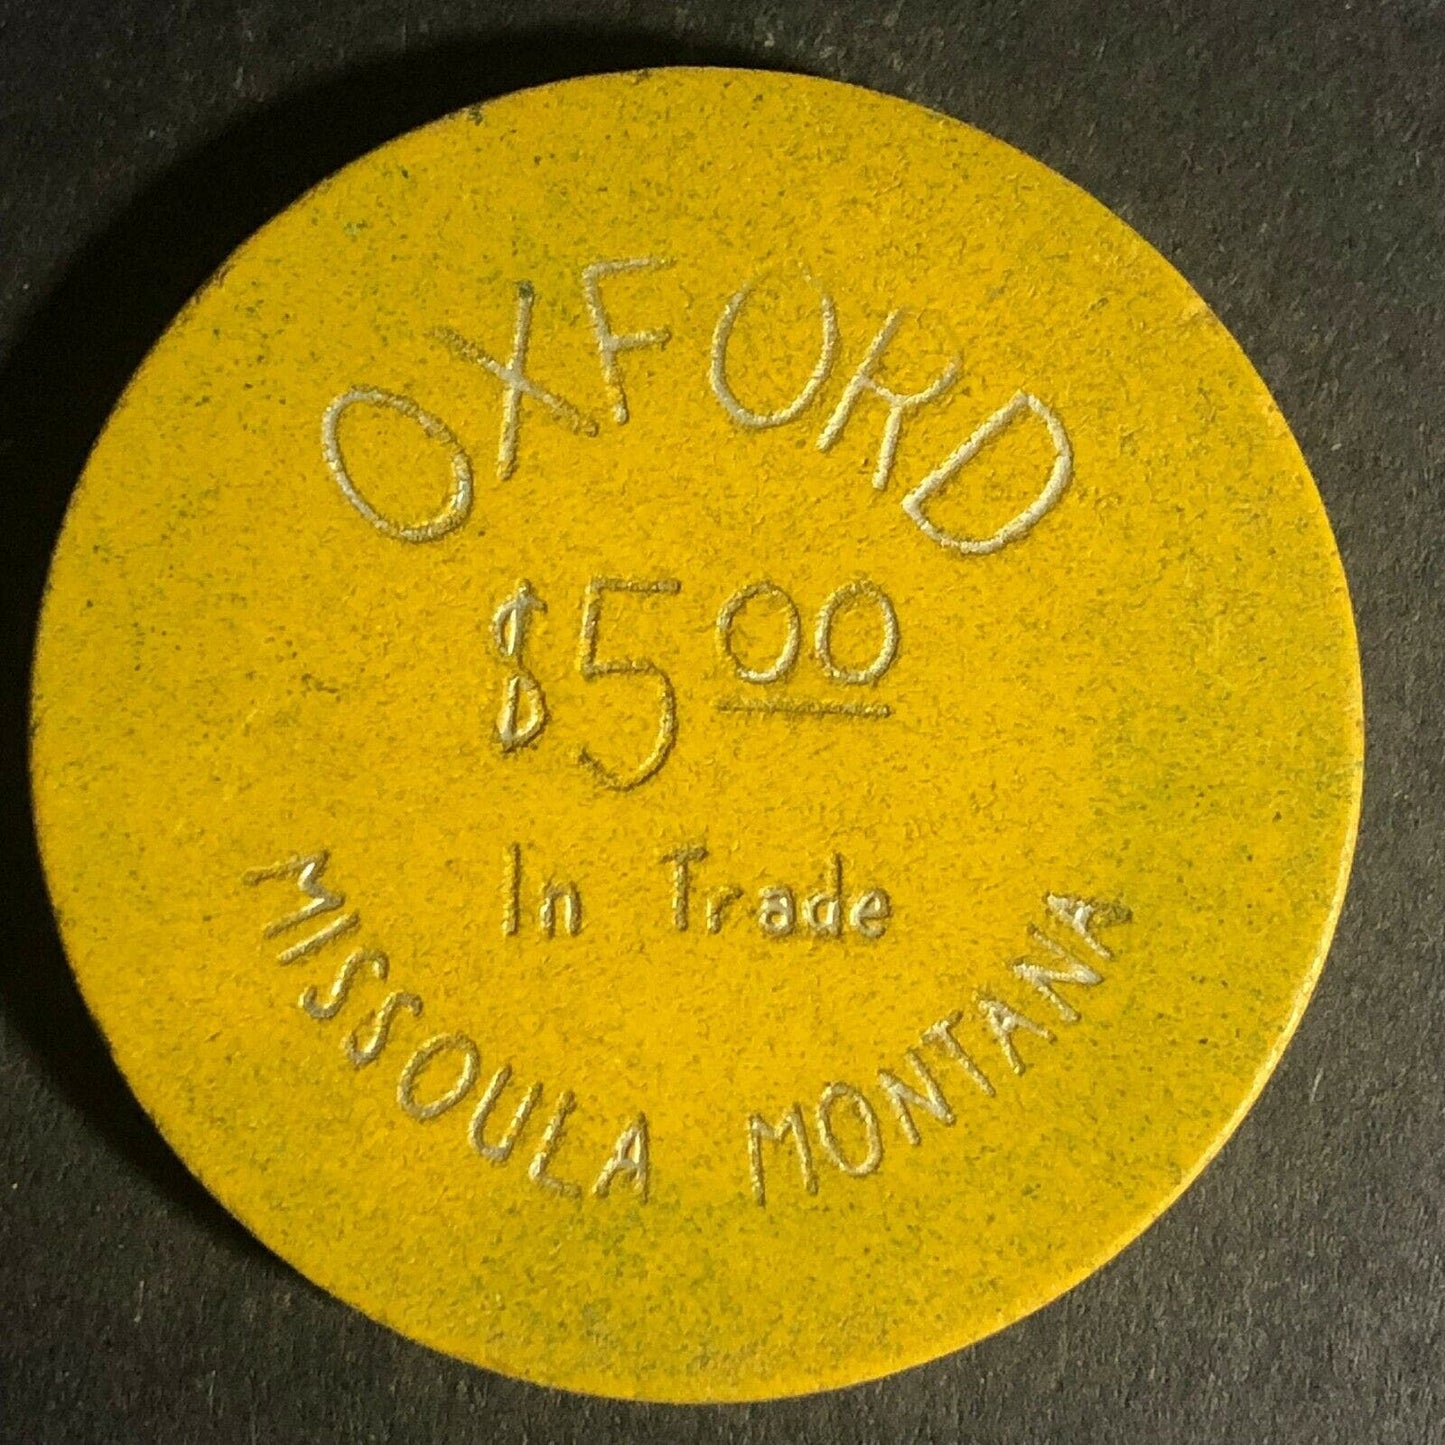 OXFORD
$5.00
In Trade
MISSOULA MONTANA